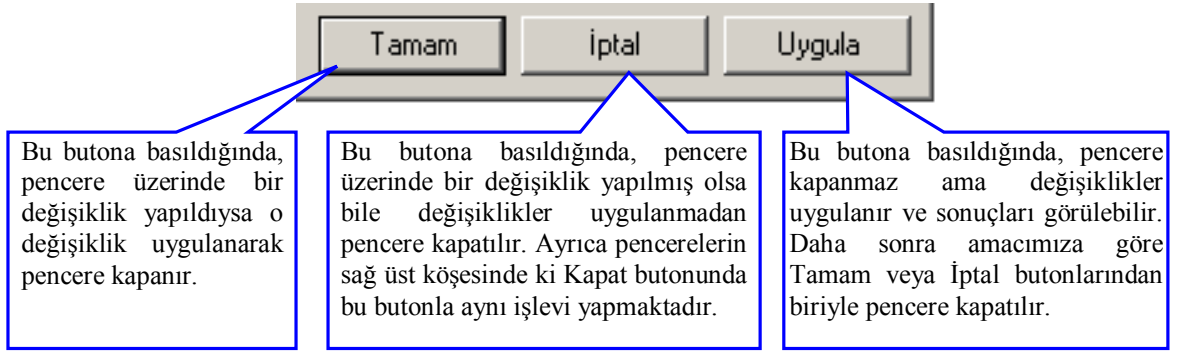 Tamam
İptal
Uygula
Bu butona basıldığında,
pencere üzerinde bir
değişiklik yapıldıysa o
değişiklik uygulanarak
pencere kapanır.
Bu butona basıldığında, pencere
üzerinde bir değişiklik yapılmış olsa
bile değişiklikler uygulanmadan
pencere kapatılır. Ayrıca pencerelerin
sağ üst köşesinde ki Kapat butonunda
bu butonla aynı işlevi yapmaktadır.
Bu butona basıldığında, pencere
kapanmaz ama değişiklikler
uygulanır ve sonuçları görülebilir.
Daha sonra amacımıza göre
Tamam veya İptal butonlarından
biriyle pencere kapatılır.